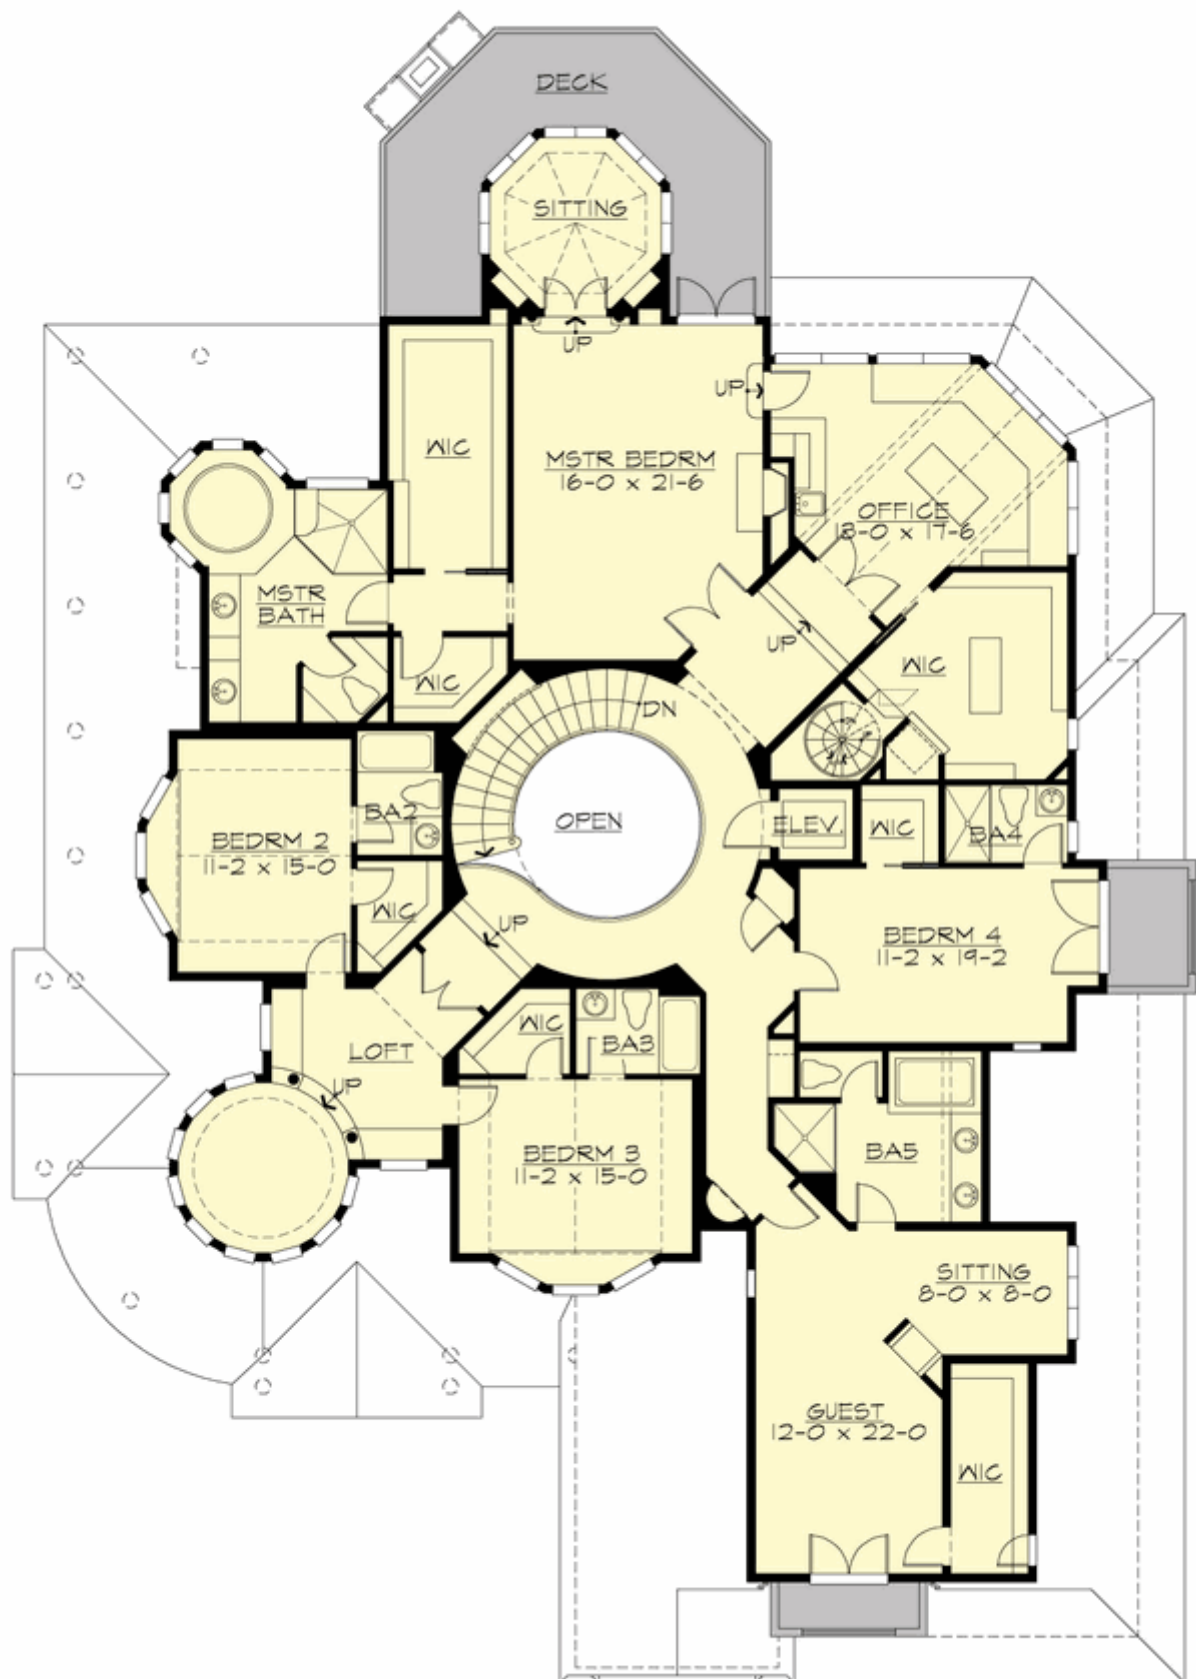 DECK
SITTING
UP
UP
WIC
MSTR BEDRM
16-0 x 21-6
OFFICE
18-0 x 17-6
MSTR
BATH
UP
WIC
WIC
DN
OPEN
ELEV.
WIC
BA4
BA2
BEDRM 2
11-2 x 15-0
WIC
UP
BEDRM 4
11-2 x 19-2
WIC
BA3
LOFT
UP
BEDRM 3
11-2 x 15-0
BA5
SITTING
8-0 x 8-0
GUEST
12-0 x 22-0
WIC